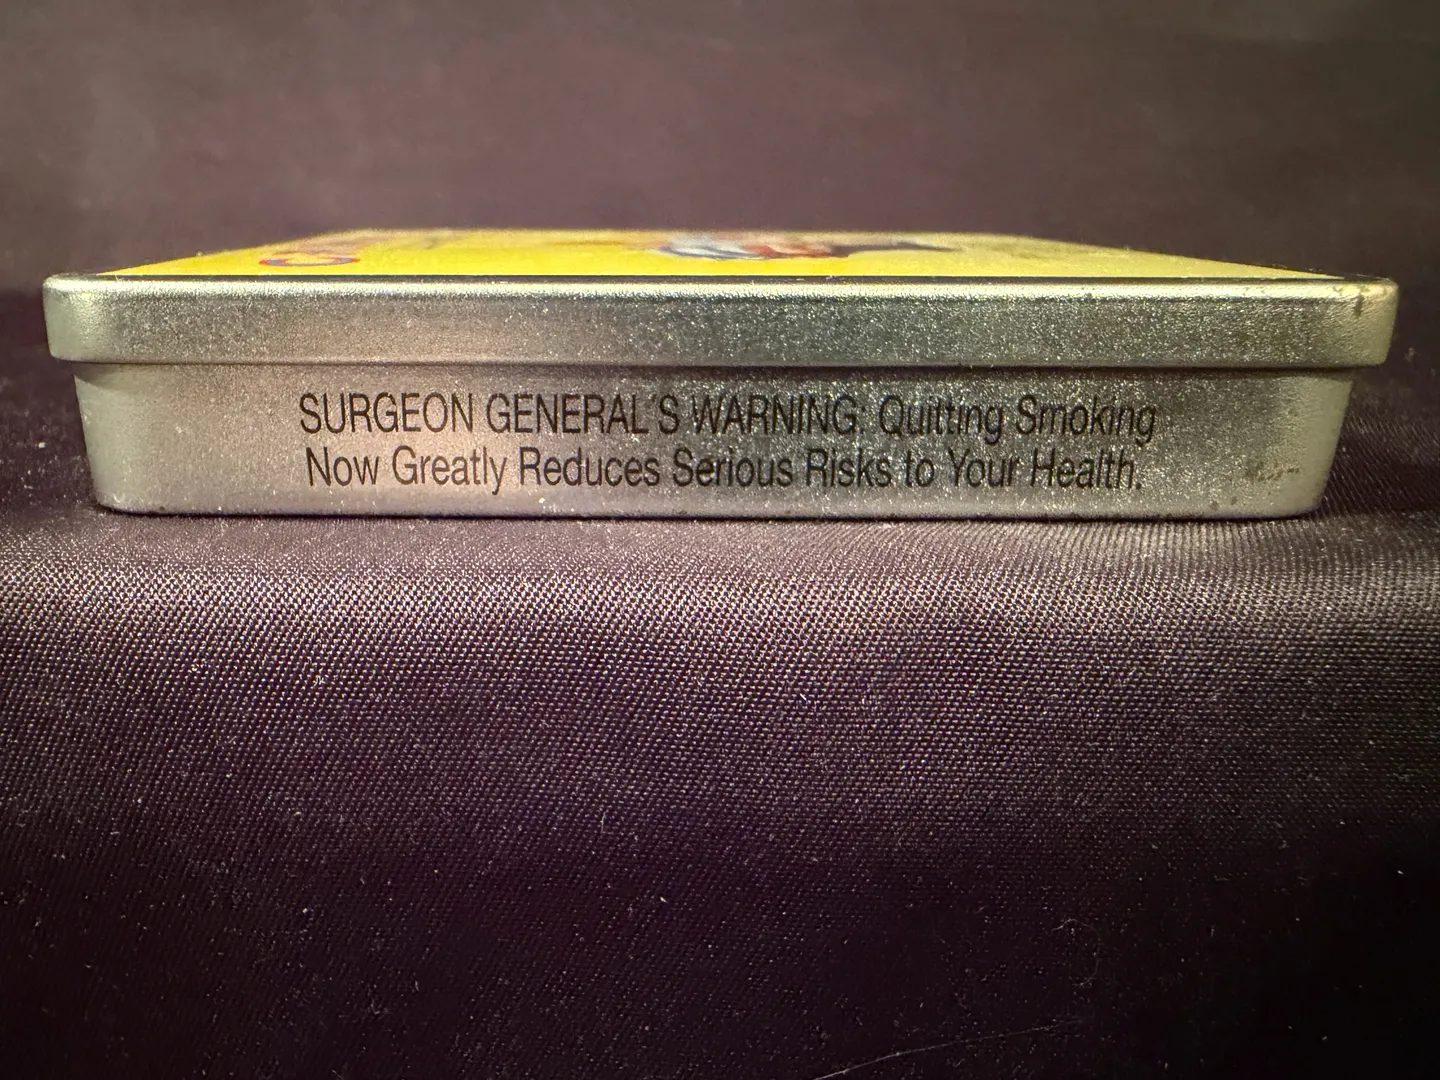 SURGEON GENERAL'S WARNING: Quitting Smoking
Now Greatly Reduces Serious Risks to Your Health.